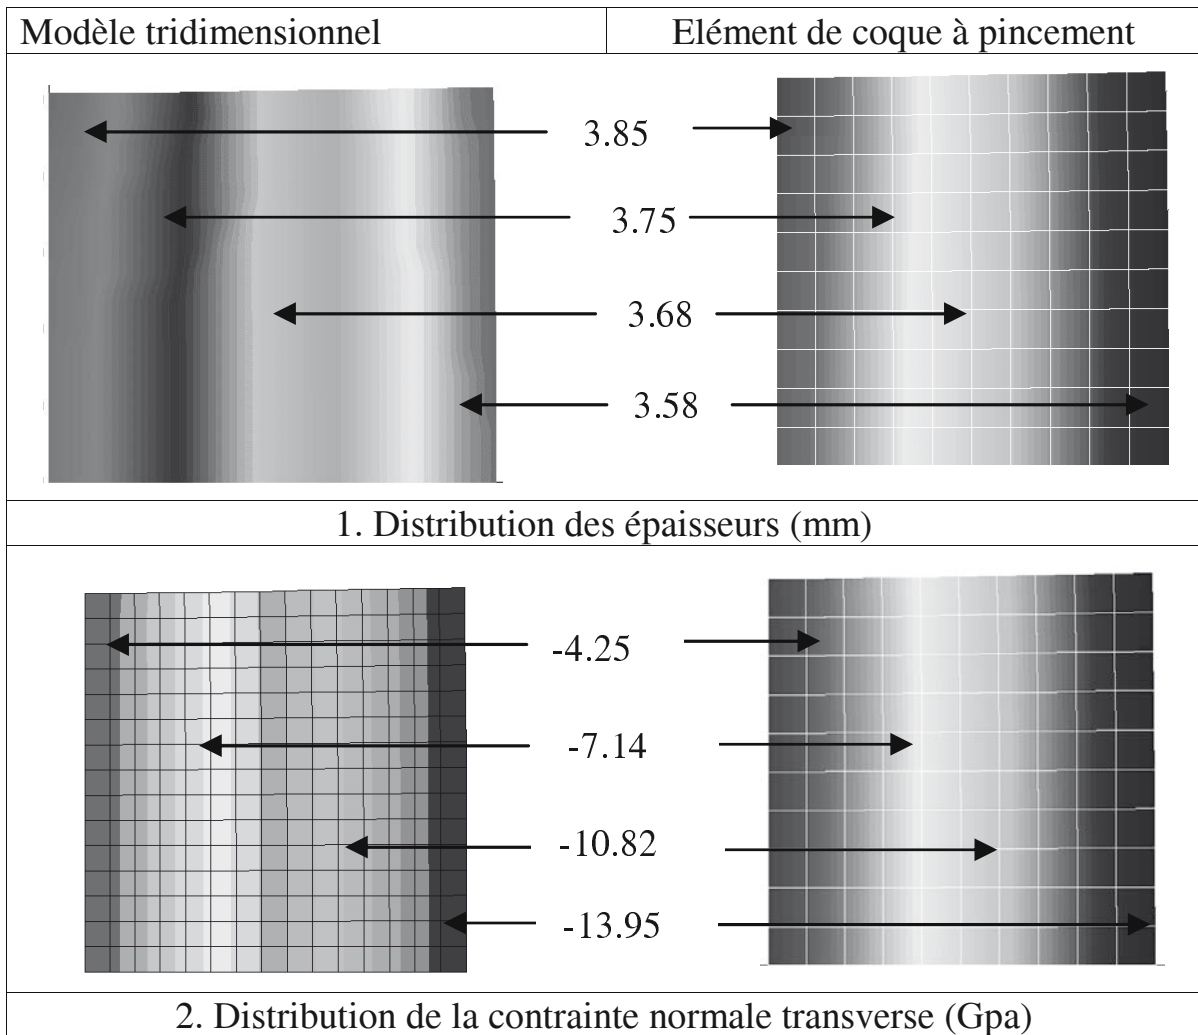 Modèle tridimensionnel
Elément de coque à pincement
3.85
3.75
3.68
3.58
1. Distribution des épaisseurs (mm)
-4.25
-7.14
-10.82
-13.95
2. Distribution de la contrainte normale transverse (Gpa)